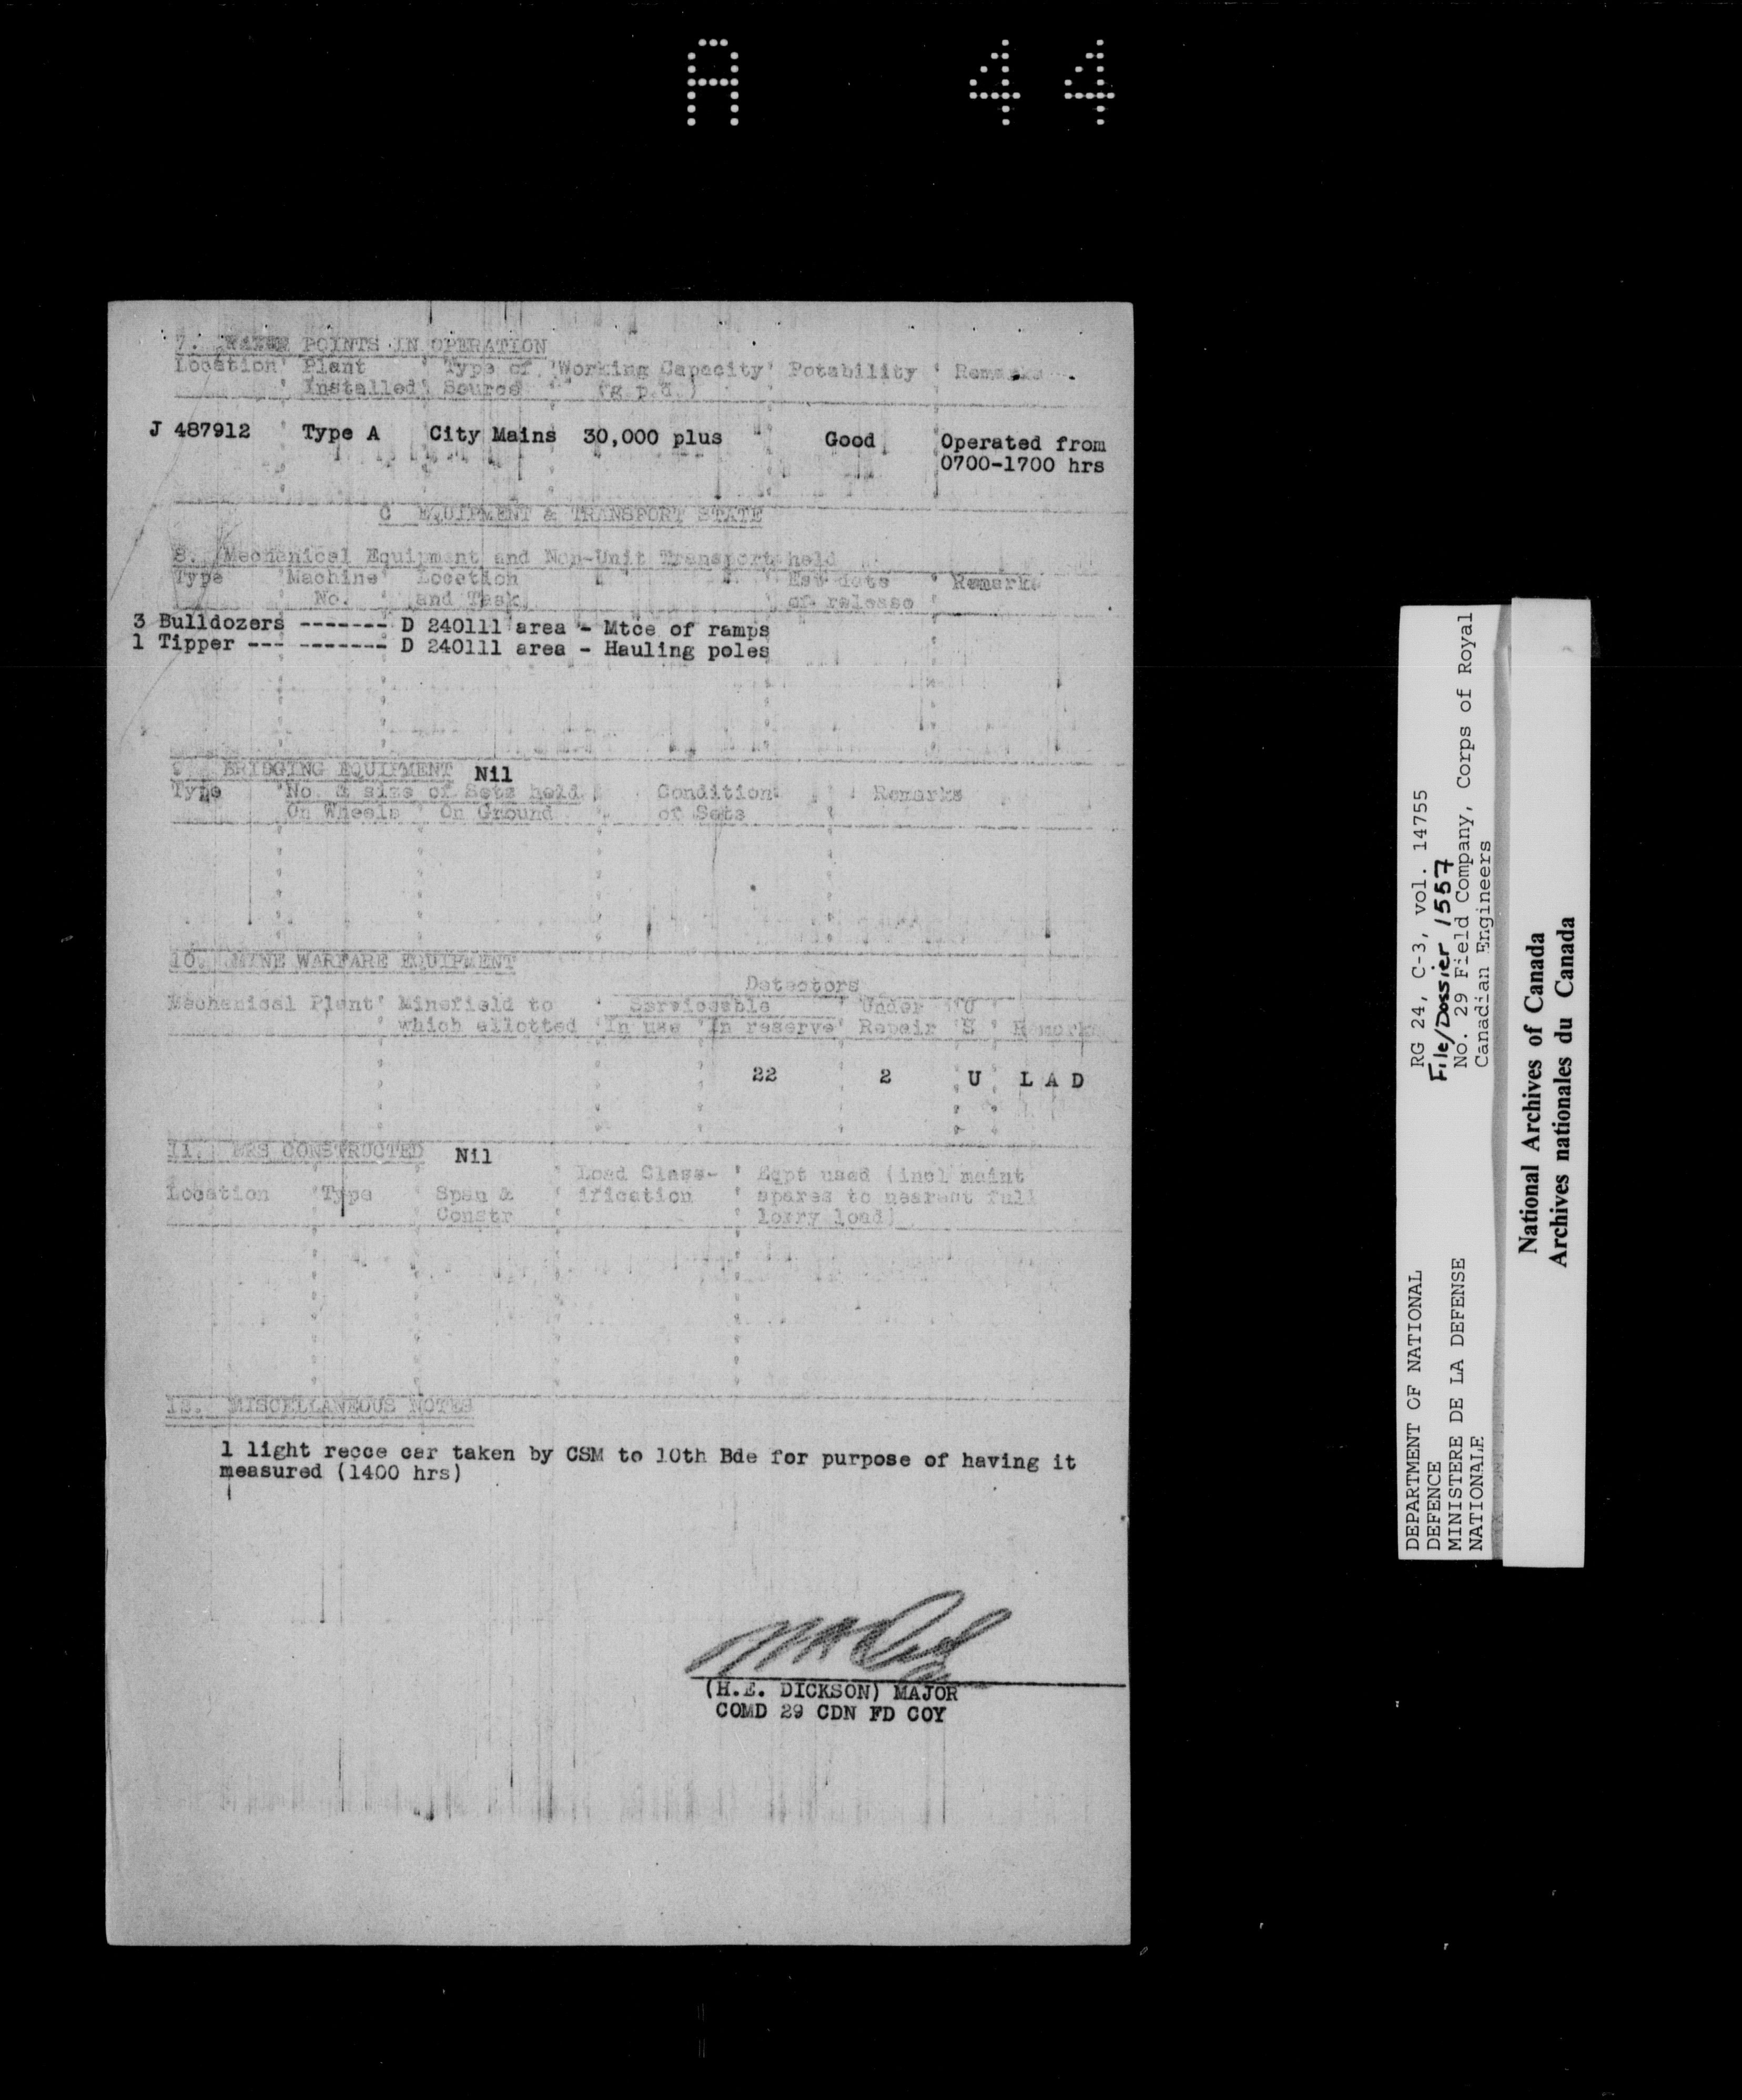 A 44
7. WATER POINTS IN OPERATION
Location Plant Type of Working Capacity Potability Remarks
Installed Source (g.p.d.)
J 487912 Type A City Mains 30,000 plus Good Operated from
0700-1700 hrs
C EQUIPMENT & TRANSPORT STATE
8. Mechanical Equipment and Non-Unit Transport held
Type Machine Location Est date Remarks
No. and Task of release
3 Bulldozers ------- D 240111 area - Mtce of ramps
1 Tipper --- ------- D 240111 area - Hauling poles
BRIDGING EQUIPMENT Nil
Type No. & size of Sets held Condition Remarks
On Wheels On Ground of Sets
10. MINE WARFARE EQUIPMENT
Detectors
Mechanical Plant Minefield to Serviceable Under U
which allotted In use In reserve Repair S Remarks
22 2 U L A D
11. BRS CONSTRUCTED Nil
Load Class- Eqpt used (incl maint
Location Type Span & ification spares to nearest full
Constr lorry load)
12. MISCELLANEOUS NOTES
1 light recce car taken by CSM to 10th Bde for purpose of having it
measured (1400 hrs)
(H.E. DICKSON) MAJOR
COMD 29 CDN FD COY
DEPARTMENT OF NATIONAL
DEFENCE
MINISTERE DE LA DEFENSE
NATIONALE
RG 24, C-3, vol. 14755
File/Dossier 1557
No. 29 Field Company, Corps of Royal
Canadian Engineers
National Archives of Canada
Archives nationales du Canada